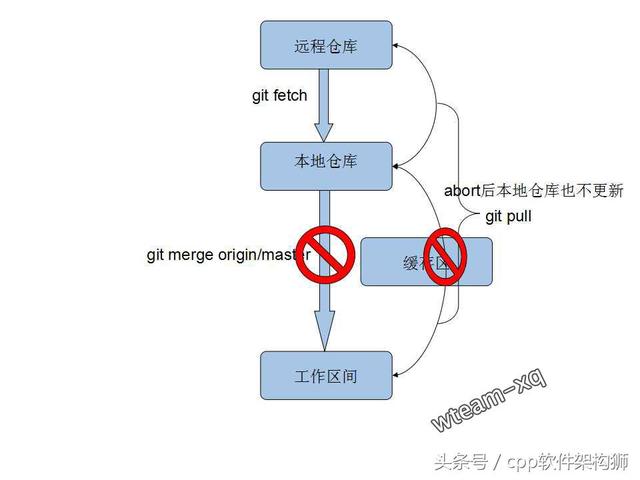 远程仓库
git fetch
本地仓库
abort后本地仓库也不更新
git pull
git merge origin/master
缓存区
工作区间
wteam-xq
头条号 / cpp软件架构狮